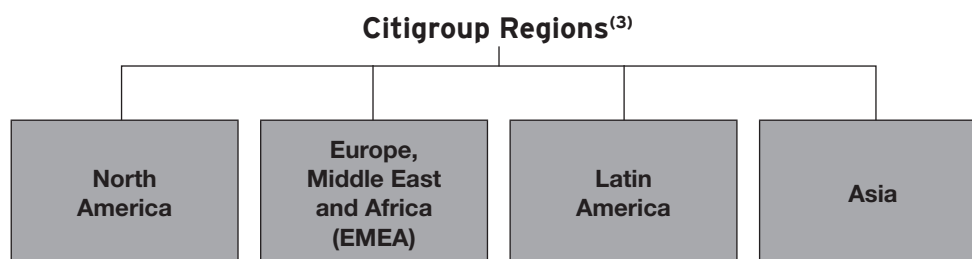 Citigroup Regions(3)
North
America
Europe,
Middle East
and Africa
(EMEA)
Latin
America
Asia